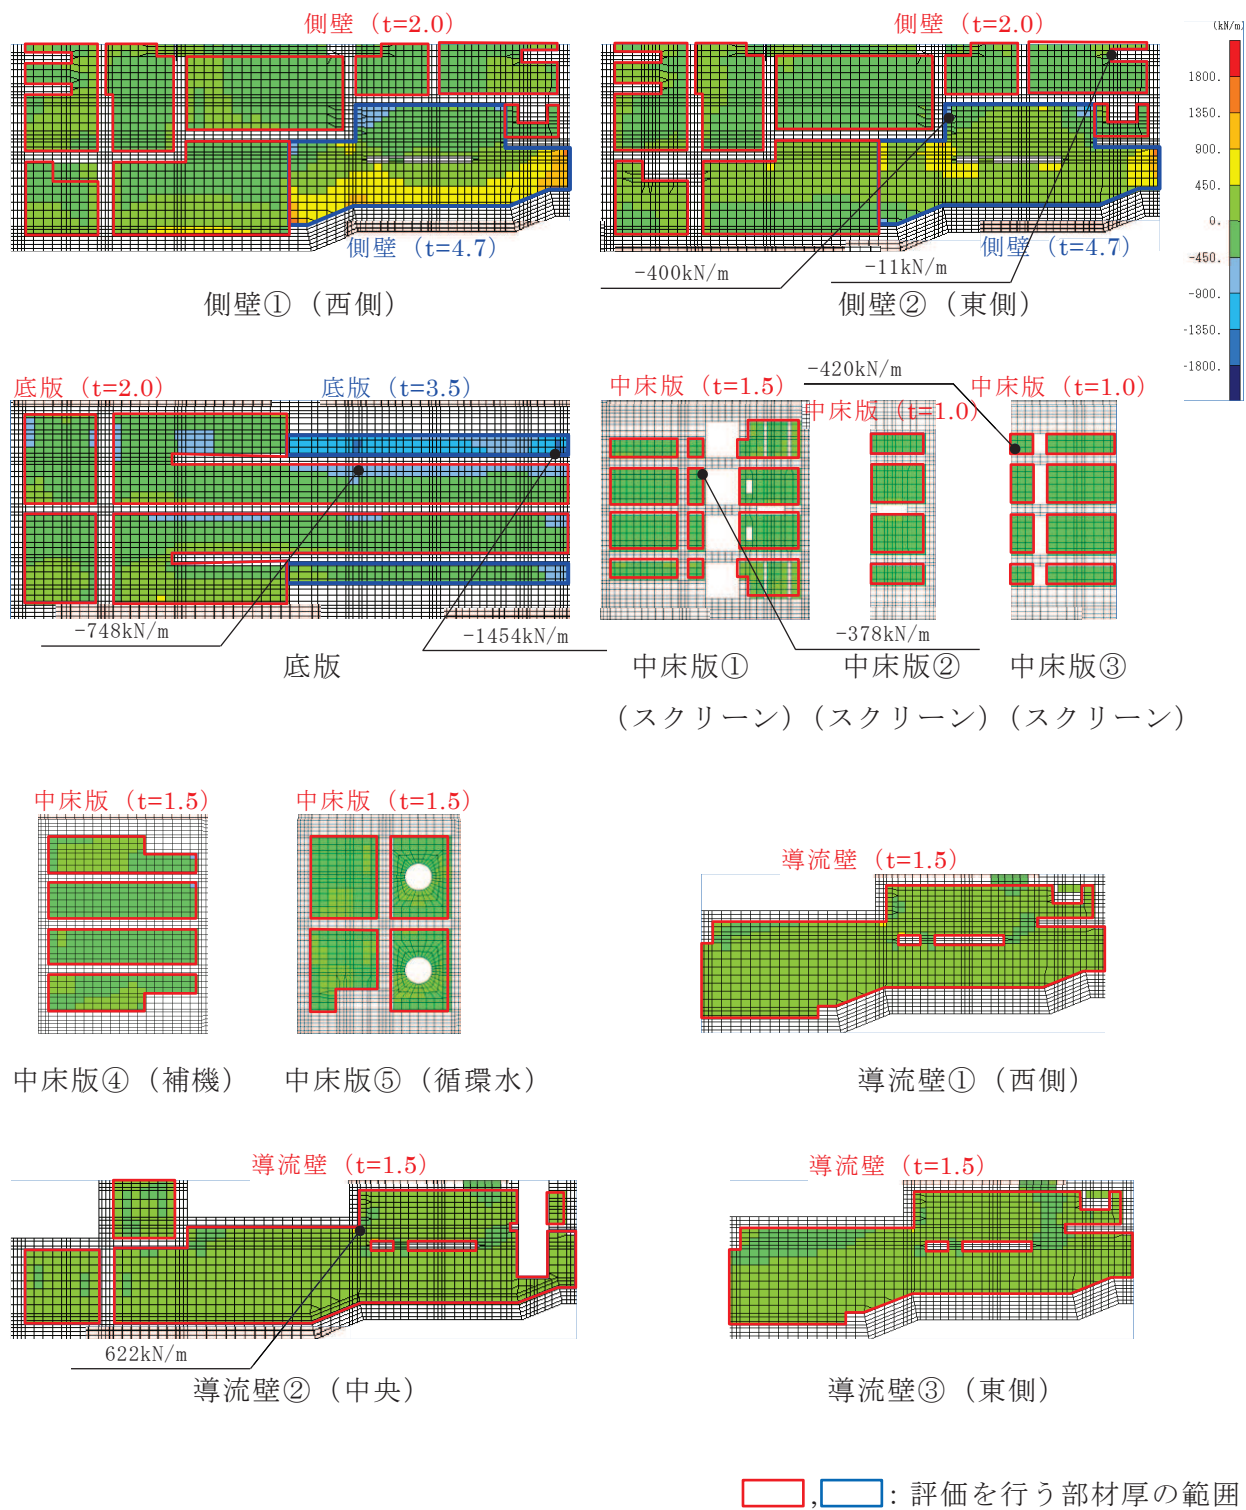 側壁 (t=2.0)
側壁 (t=2.0)
(kN/m)
1800.
1350.
900.
450.
0.
-450.
-900.
-1350.
-1800.
側壁 (t=4.7)
側壁 (t=4.7)
-400kN/m
-11kN/m
側壁① (西側)
側壁② (東側)
底版 (t=2.0)
底版 (t=3.5)
中床版 (t=1.5)
-420kN/m
中床版 (t=1.0)
中床版 (t=1.0)
-748kN/m
-1454kN/m
-378kN/m
底版
中床版①
中床版②
中床版③
(スクリーン)
(スクリーン)
(スクリーン)
中床版 (t=1.5)
中床版 (t=1.5)
導流壁 (t=1.5)
中床版④ (補機)
中床版⑤ (循環水)
導流壁① (西側)
導流壁 (t=1.5)
導流壁 (t=1.5)
622kN/m
導流壁② (中央)
導流壁③ (東側)
, : 評価を行う部材厚の範囲